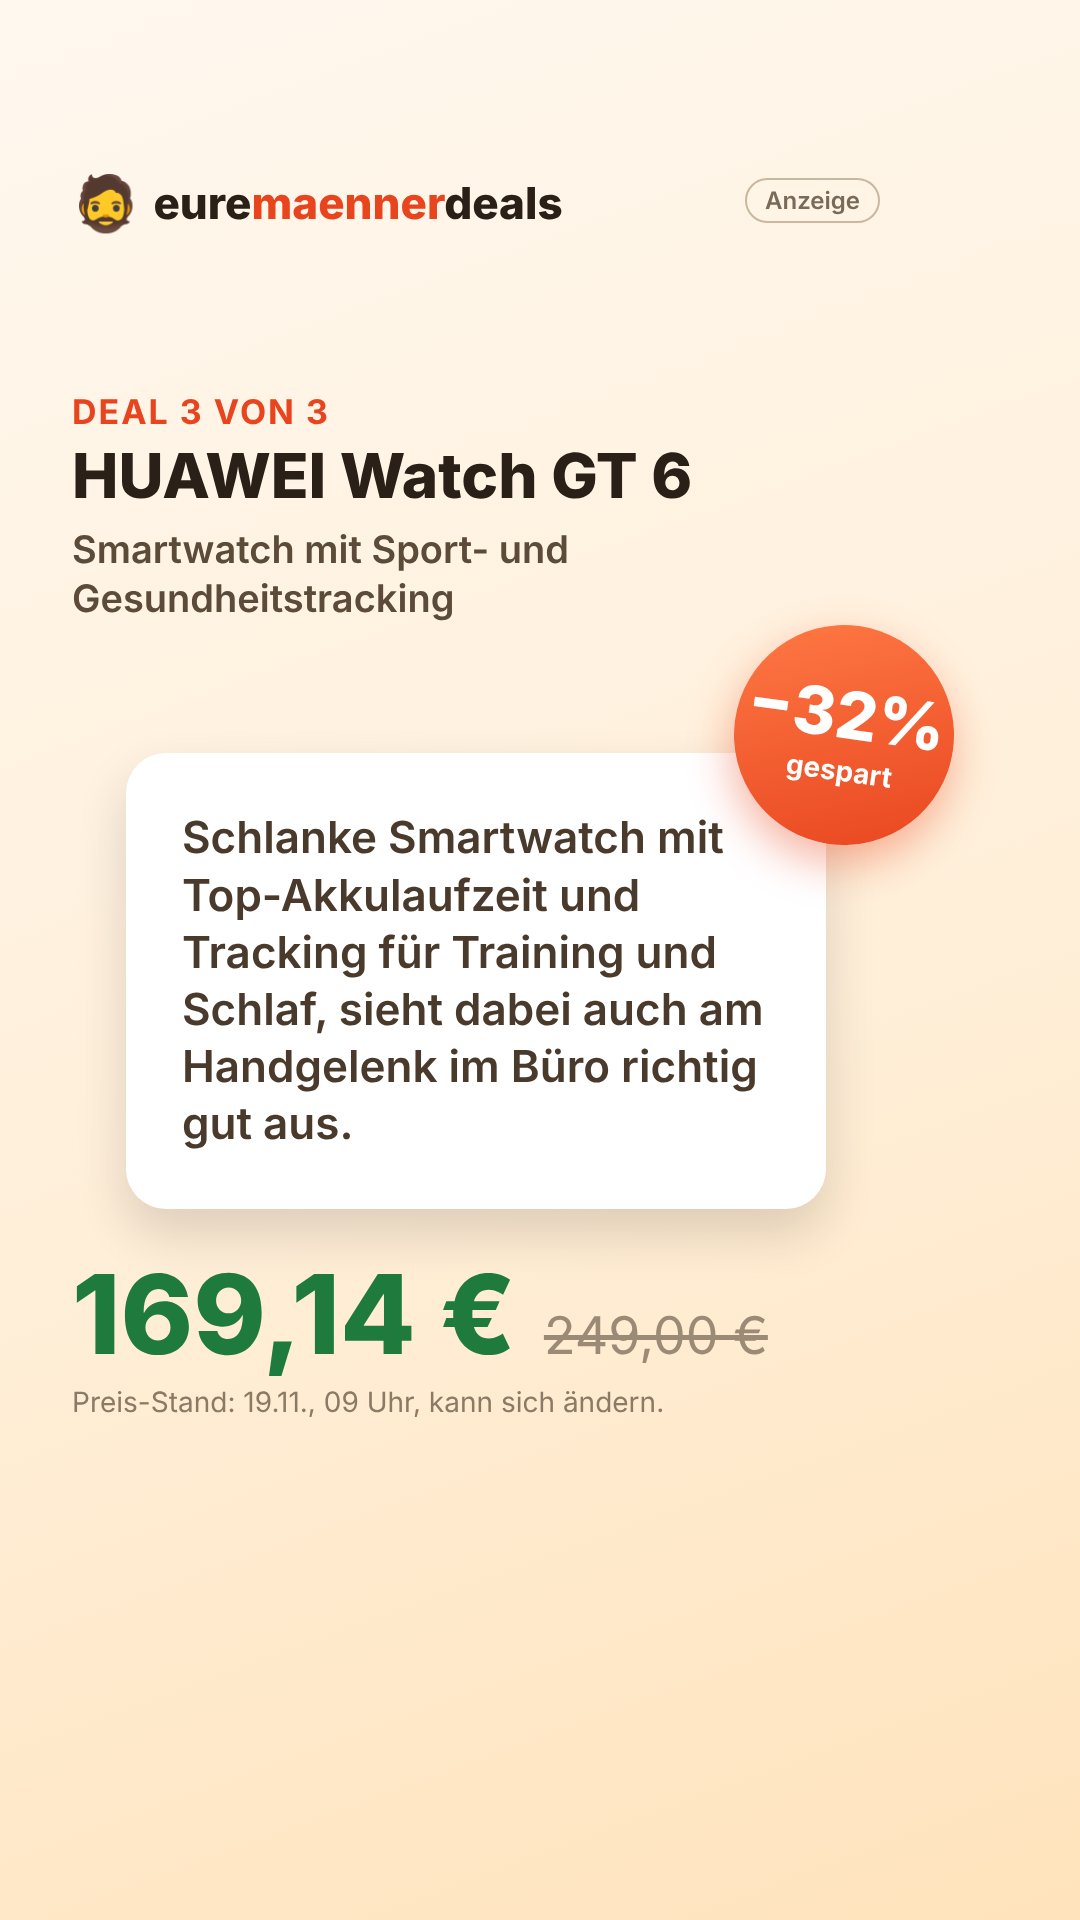 euremaennerdeals
Anzeige
DEAL 3 VON 3
HUAWEI Watch GT 6
Smartwatch mit Sport- und
Gesundheitstracking
−32%
gespart
Schlanke Smartwatch mit
Top-Akkulaufzeit und
Tracking für Training und
Schlaf, sieht dabei auch am
Handgelenk im Büro richtig
gut aus.
169,14 € 249,00 €
Preis-Stand: 19.11., 09 Uhr, kann sich ändern.